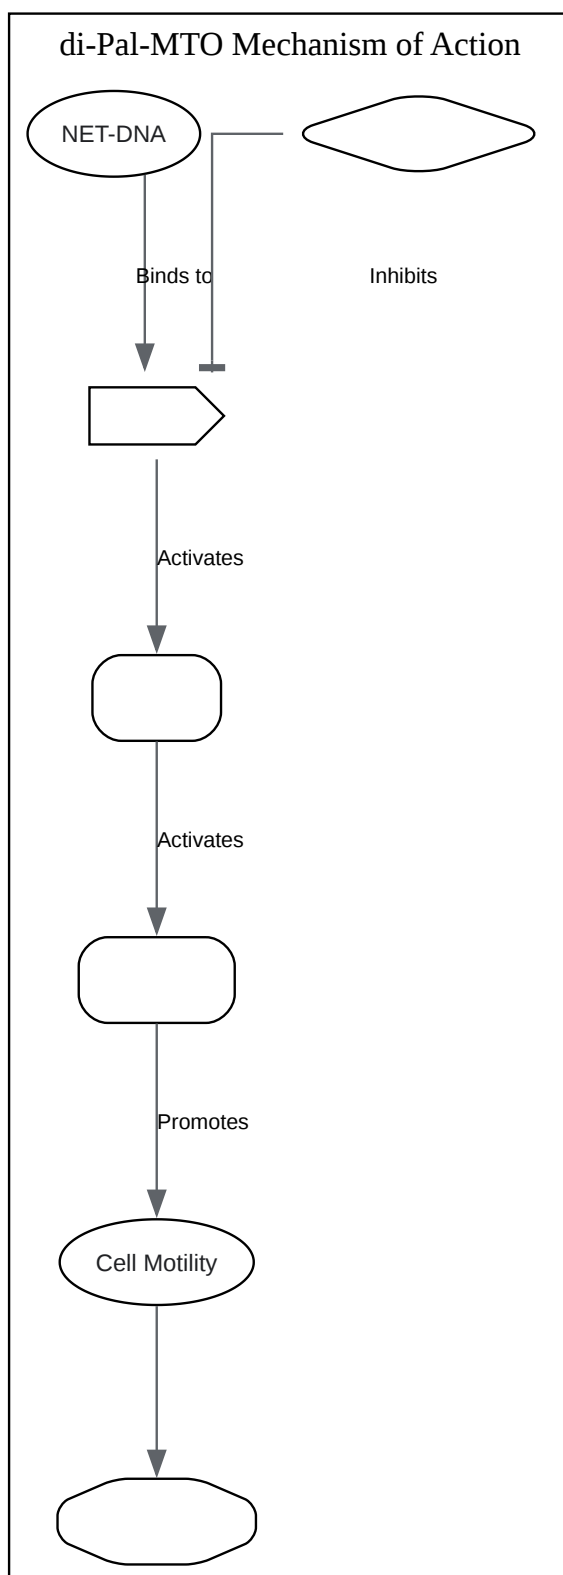 di-Pal-MTO Mechanism of Action
NET-DNA
Binds to
Inhibits
Activates
Activates
Promotes
Cell Motility